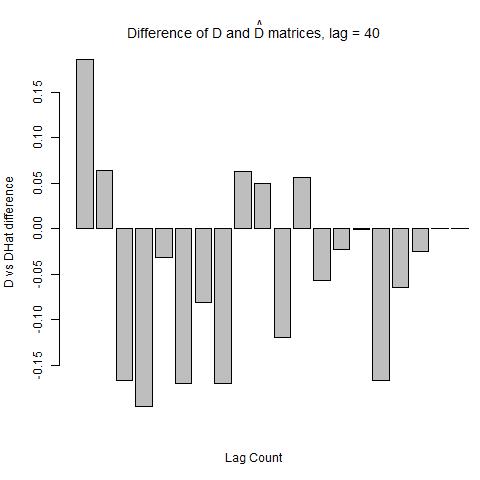 Difference of D and D̂ matrices, lag = 40
0.15
0.10
0.05
0.00
-0.05
-0.10
-0.15
D vs DHat difference
Lag Count